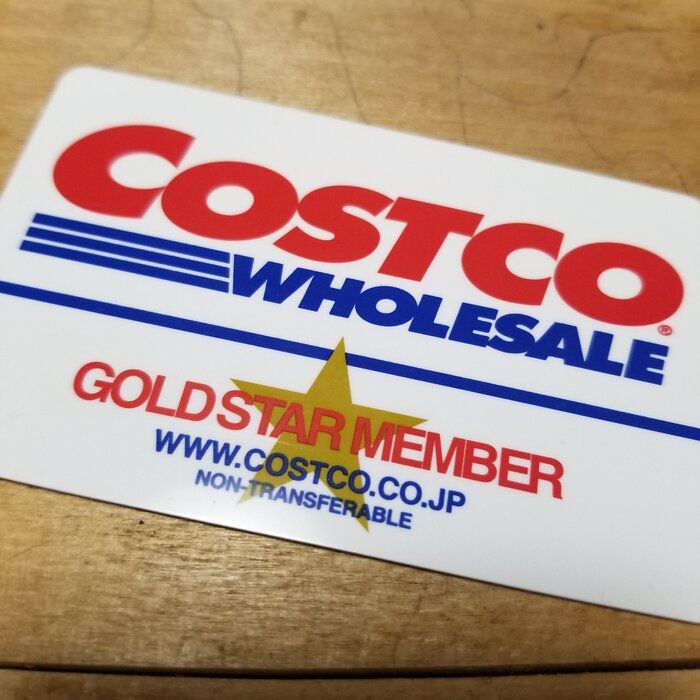 COSTCO
WHOLESALE
®
GOLD STAR MEMBER
WWW.COSTCO.CO.JP
NON-TRANSFERABLE